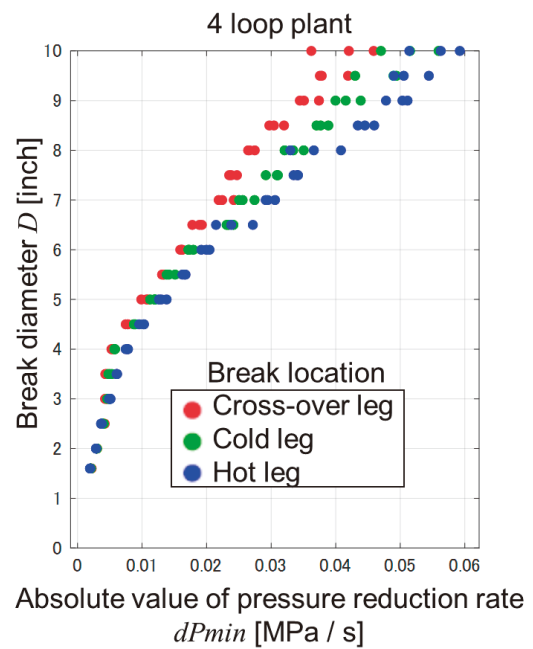 4 loop plant
Break diameter D [inch]
10
9
8
7
6
5
4
3
2
1
0
Break location
Cross-over leg
Cold leg
Hot leg
0 0.01 0.02 0.03 0.04 0.05 0.06
Absolute value of pressure reduction rate
dPmin [MPa / s]